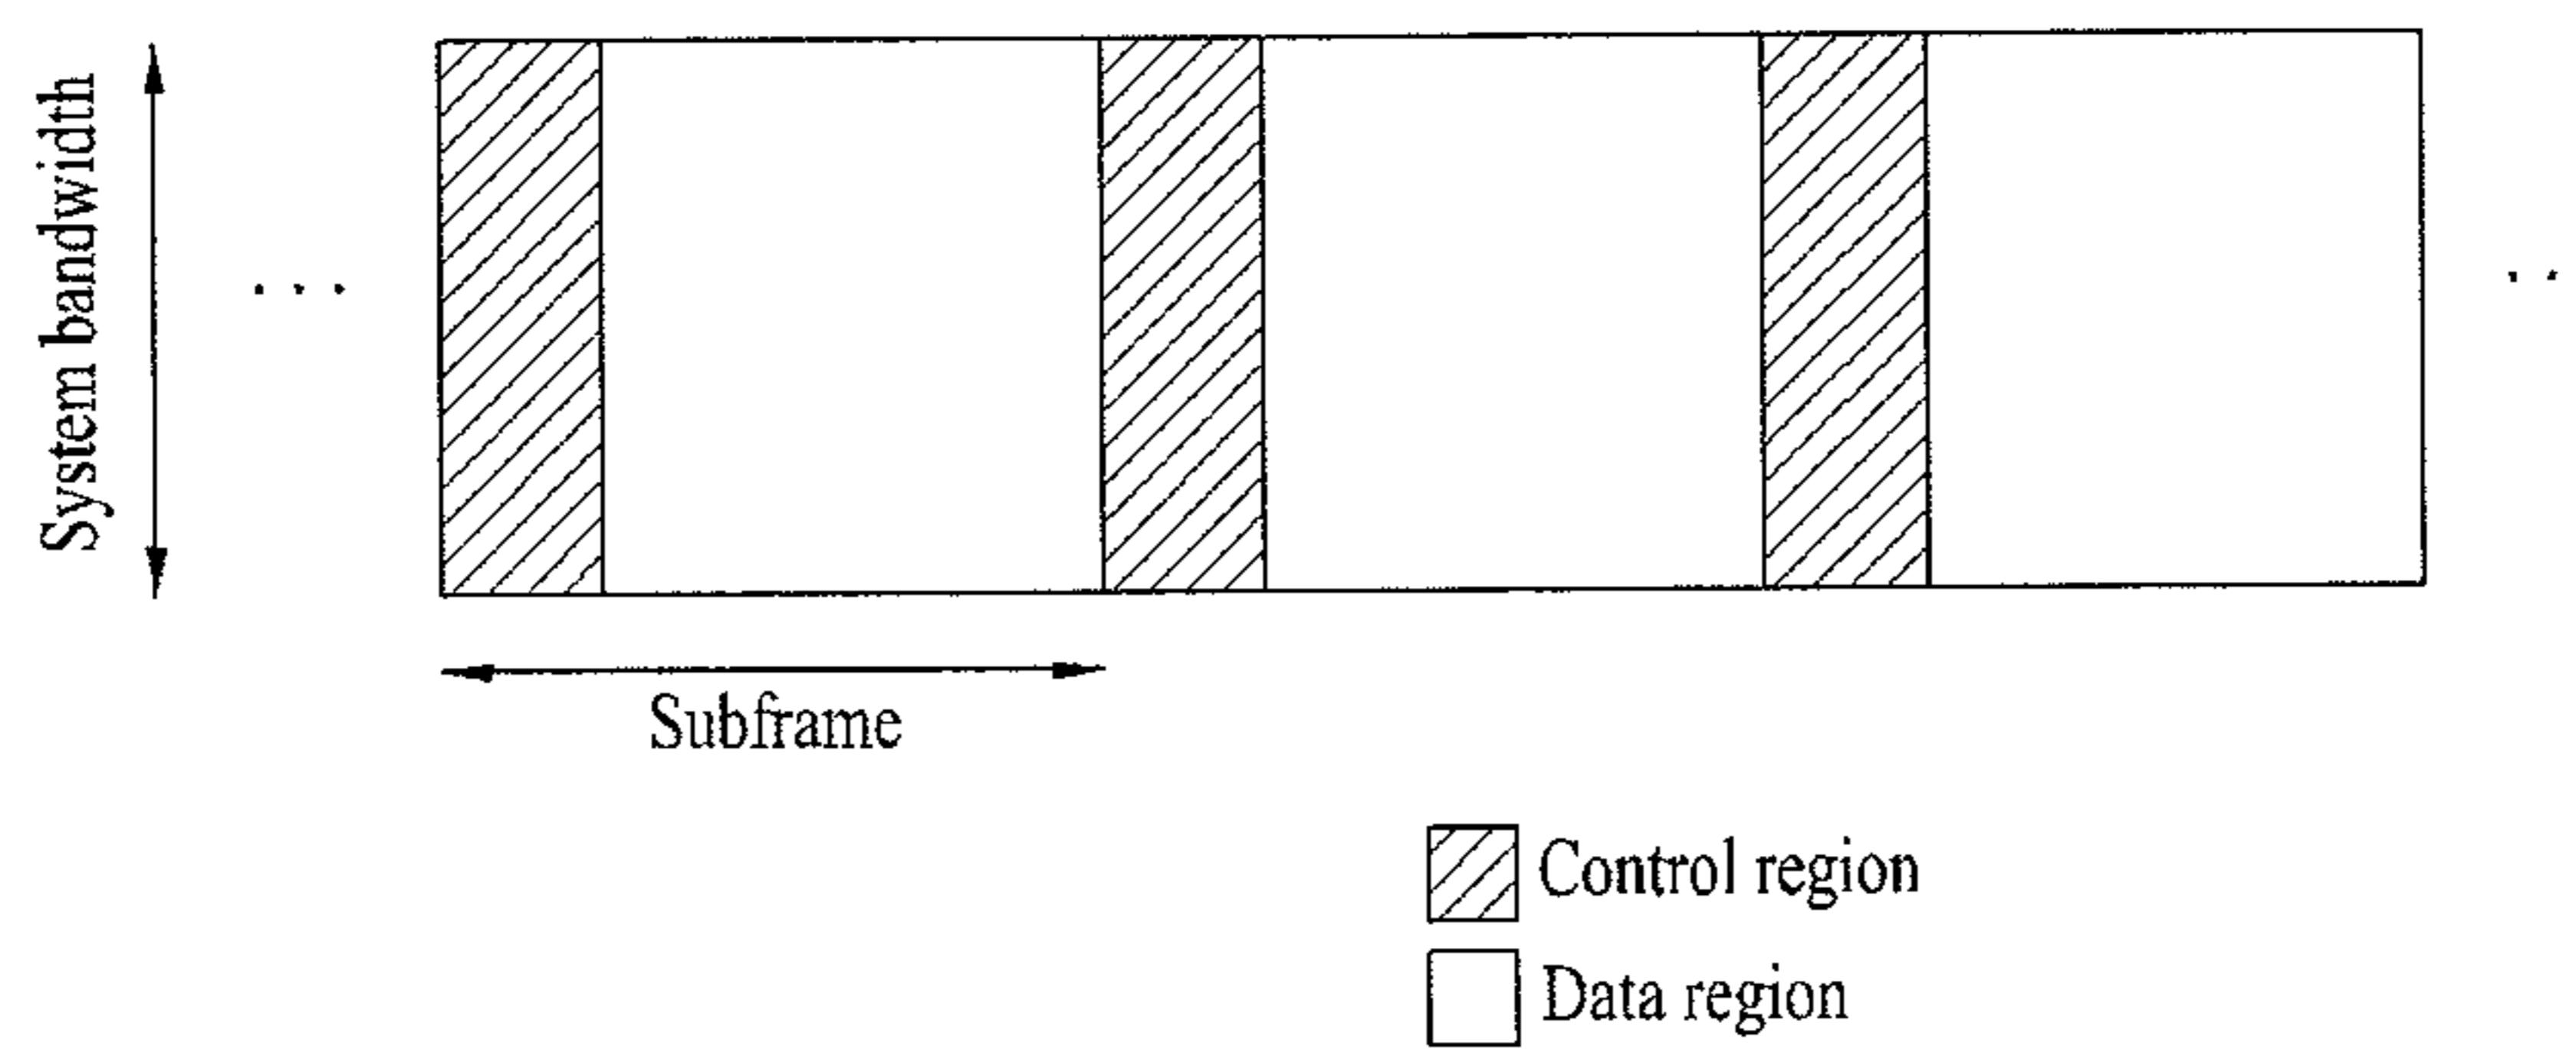 System bandwidth
. . .
. .
Subframe
Control region
Data region